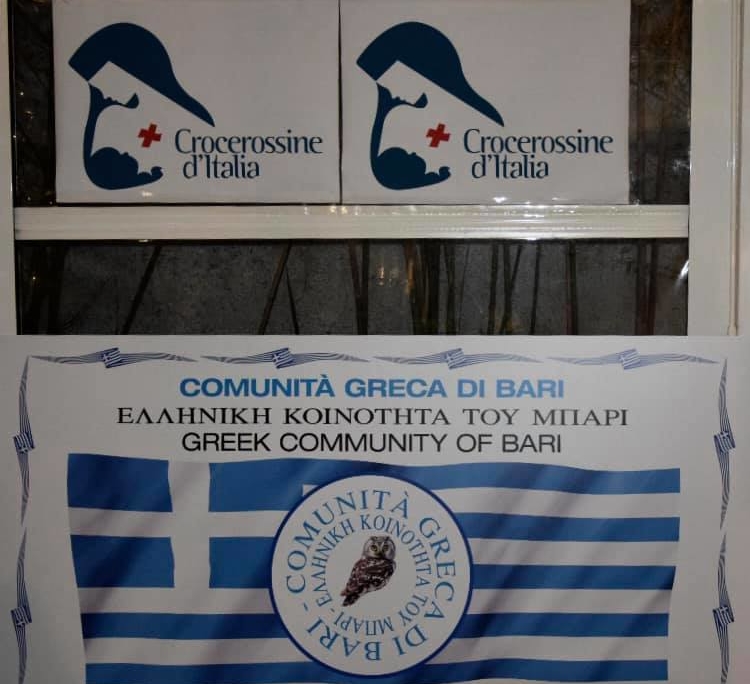 Crocerossine
d'Italia
Crocerossine
d'Italia
COMUNITÀ GRECA DI BARI
ΕΛΛΗΝΙΚΗ ΚΟΙΝΟΤΗΤΑ ΤΟΥ ΜΠΑΡΙ
GREEK COMMUNITY OF BARI
COMUNITÀ GRECA DI BARI -
ΕΛΛΗΝΙΚΗ ΚΟΙΝΟΤΗΤΑ ΤΟΥ ΜΠΑΡΙ -